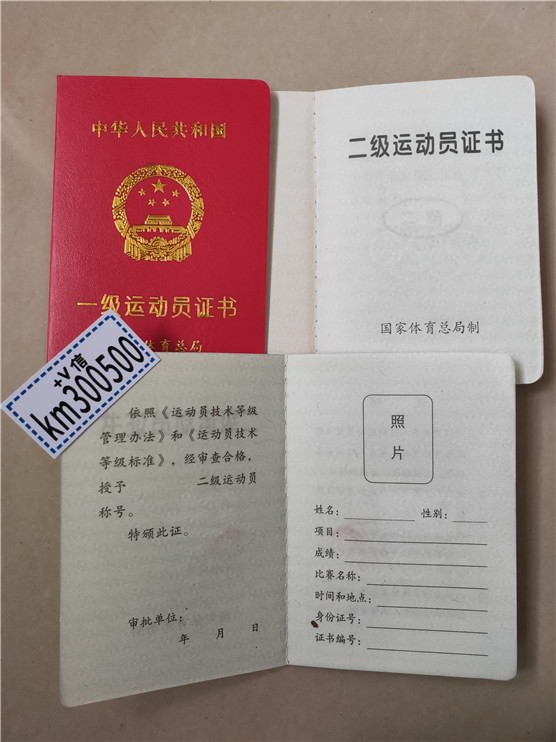 中华人民共和国
一级运动员证书
体育总局
二级运动员证书
国家体育总局制
+V信
km300500
依照《运动员技术等级
管理办法》和《运动员技术
等级标准》，经审查合格，
授予 二级运动员
称号。
特颁此证。
审批单位：
年 月 日
照
片
姓名： 性别：
项目：
成绩：
比赛名称：
时间和地点：
身份证号：
证书编号：